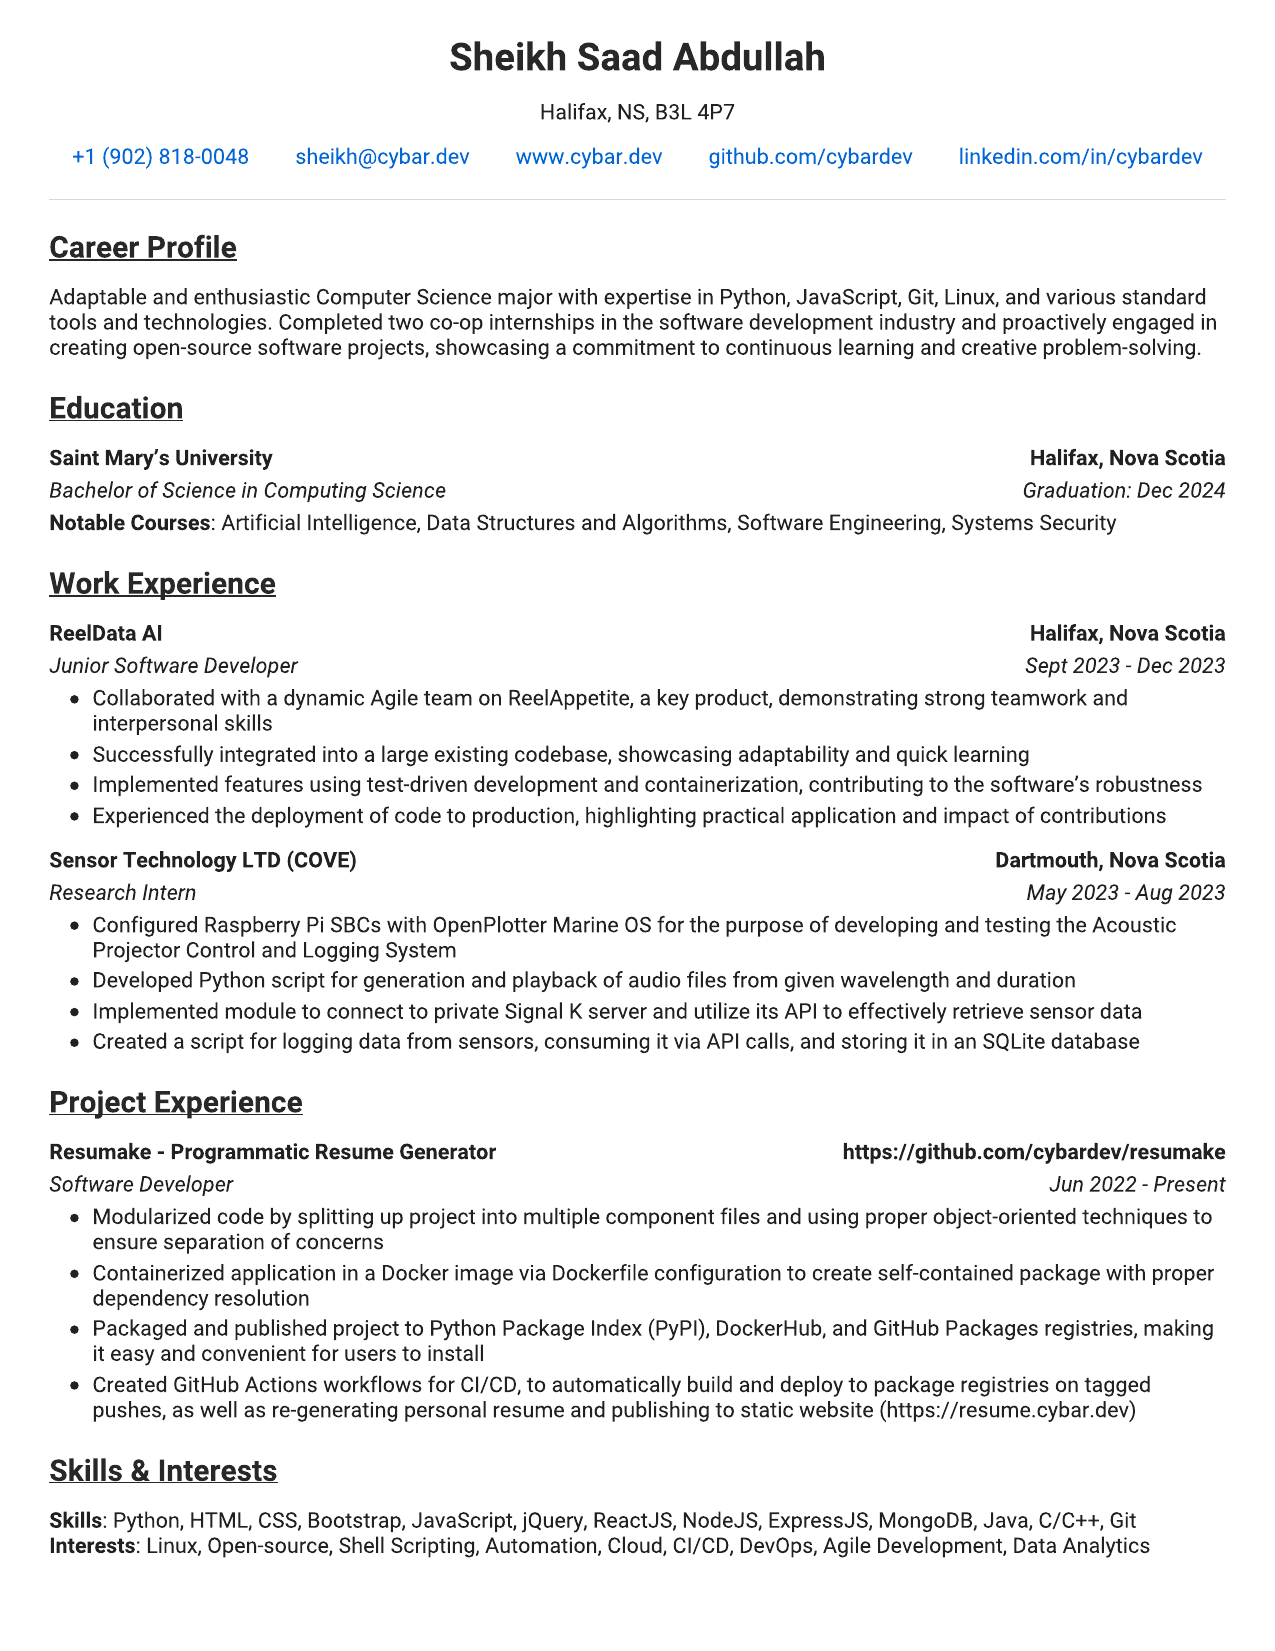 Sheikh Saad Abdullah
Halifax, NS, B3L 4P7
+1 (902) 818-0048 sheikh@cybar.dev www.cybar.dev github.com/cybardev linkedin.com/in/cybardev
Career Profile
Adaptable and enthusiastic Computer Science major with expertise in Python, JavaScript, Git, Linux, and various standard
tools and technologies. Completed two co-op internships in the software development industry and proactively engaged in
creating open-source software projects, showcasing a commitment to continuous learning and creative problem-solving.
Education
Saint Mary’s University Halifax, Nova Scotia
Bachelor of Science in Computing Science Graduation: Dec 2024
Notable Courses: Artificial Intelligence, Data Structures and Algorithms, Software Engineering, Systems Security
Work Experience
ReelData AI Halifax, Nova Scotia
Junior Software Developer Sept 2023 - Dec 2023
• Collaborated with a dynamic Agile team on ReelAppetite, a key product, demonstrating strong teamwork and
interpersonal skills
• Successfully integrated into a large existing codebase, showcasing adaptability and quick learning
• Implemented features using test-driven development and containerization, contributing to the software’s robustness
• Experienced the deployment of code to production, highlighting practical application and impact of contributions
Sensor Technology LTD (COVE) Dartmouth, Nova Scotia
Research Intern May 2023 - Aug 2023
• Configured Raspberry Pi SBCs with OpenPlotter Marine OS for the purpose of developing and testing the Acoustic
Projector Control and Logging System
• Developed Python script for generation and playback of audio files from given wavelength and duration
• Implemented module to connect to private Signal K server and utilize its API to effectively retrieve sensor data
• Created a script for logging data from sensors, consuming it via API calls, and storing it in an SQLite database
Project Experience
Resumake - Programmatic Resume Generator https://github.com/cybardev/resumake
Software Developer Jun 2022 - Present
• Modularized code by splitting up project into multiple component files and using proper object-oriented techniques to
ensure separation of concerns
• Containerized application in a Docker image via Dockerfile configuration to create self-contained package with proper
dependency resolution
• Packaged and published project to Python Package Index (PyPI), DockerHub, and GitHub Packages registries, making
it easy and convenient for users to install
• Created GitHub Actions workflows for CI/CD, to automatically build and deploy to package registries on tagged
pushes, as well as re-generating personal resume and publishing to static website (https://resume.cybar.dev)
Skills & Interests
Skills: Python, HTML, CSS, Bootstrap, JavaScript, jQuery, ReactJS, NodeJS, ExpressJS, MongoDB, Java, C/C++, Git
Interests: Linux, Open-source, Shell Scripting, Automation, Cloud, CI/CD, DevOps, Agile Development, Data Analytics